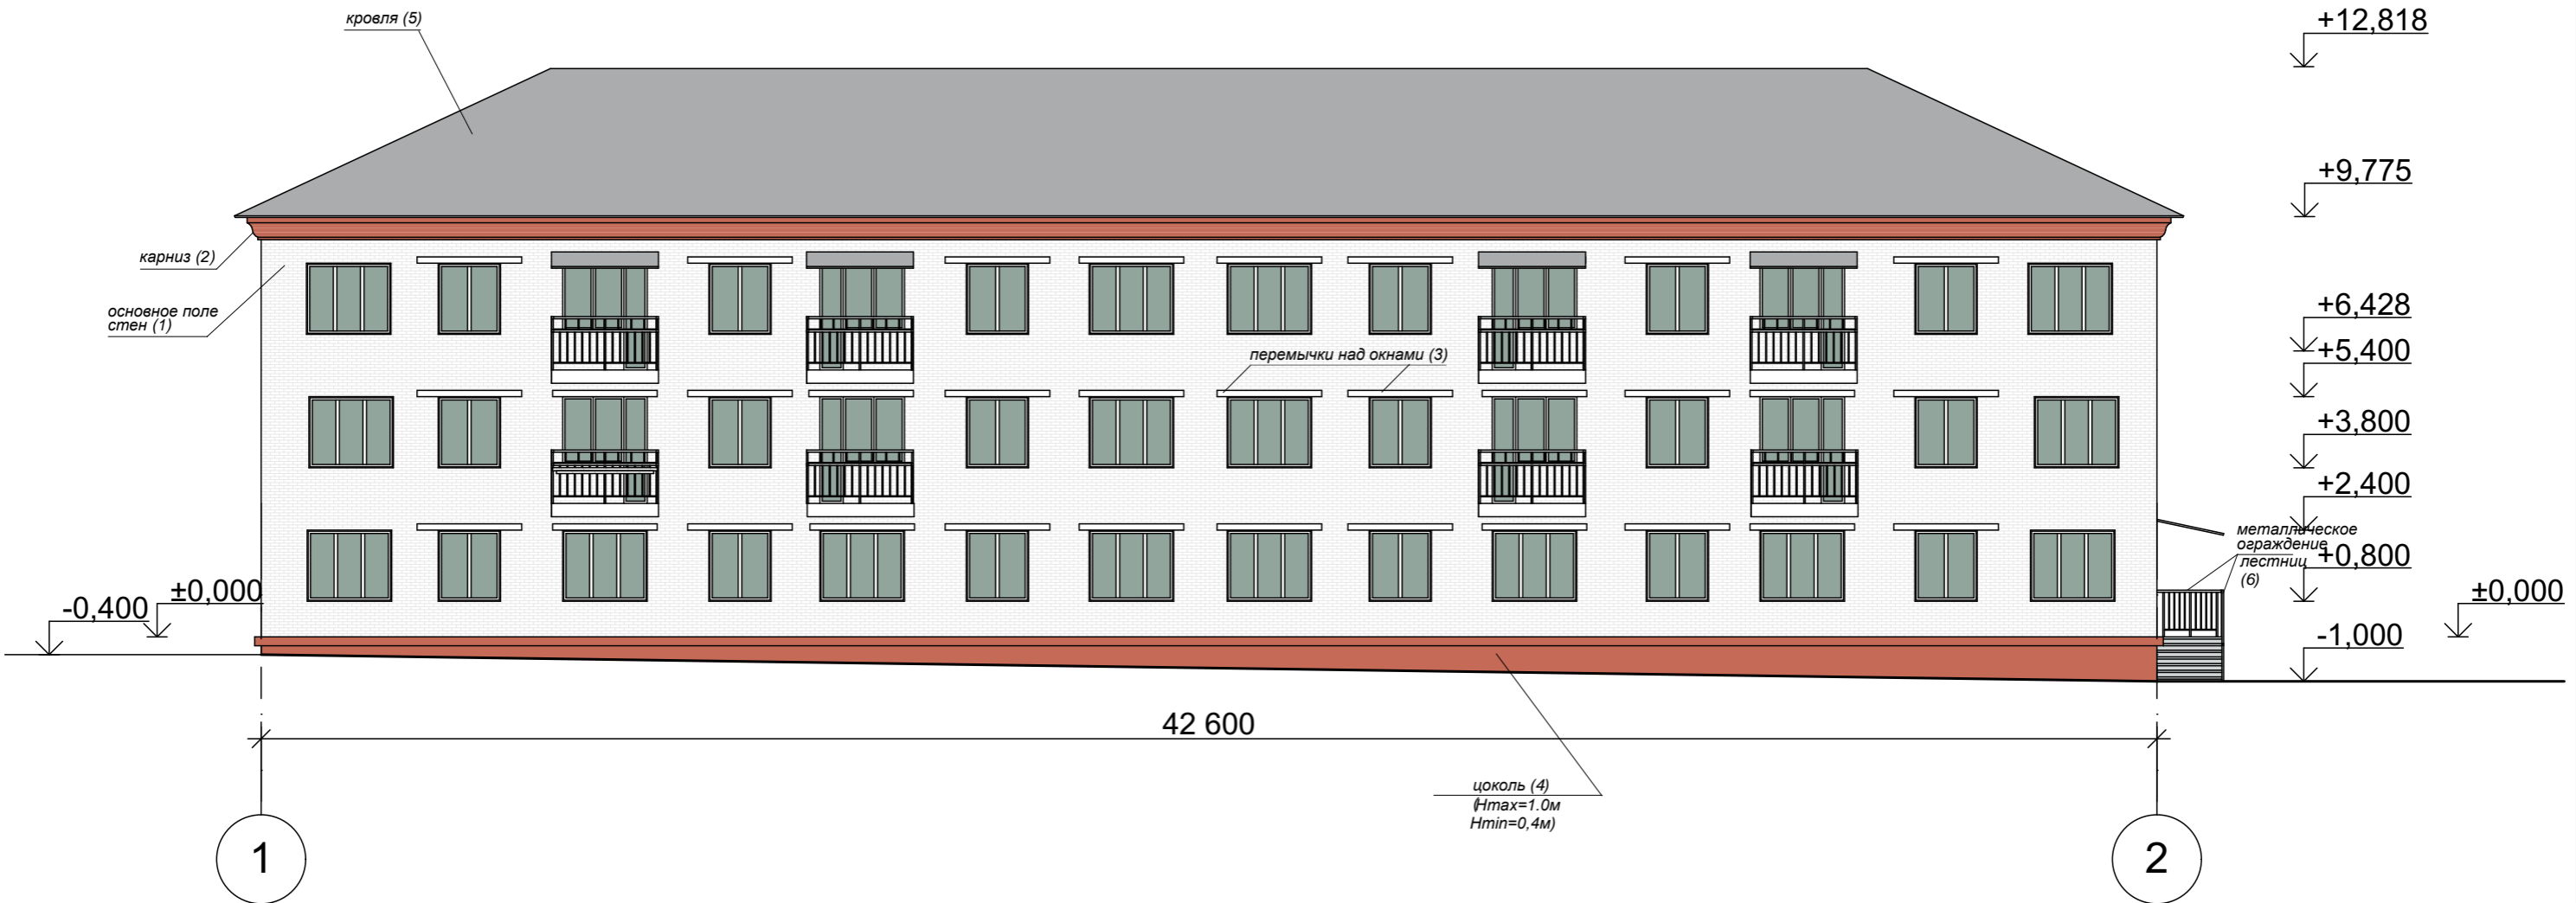 кровля (5)
+12,818
+9,775
карниз (2)
основное поле
стен (1)
+6,428
+5,400
перемычки над окнами (3)
+3,800
+2,400
металлическое
ограждение
лестниц
(6)
+0,800
-0,400
±0,000
±0,000
-1,000
42 600
цоколь (4)
(Hmax=1.0м
Hmin=0,4м)
1
2